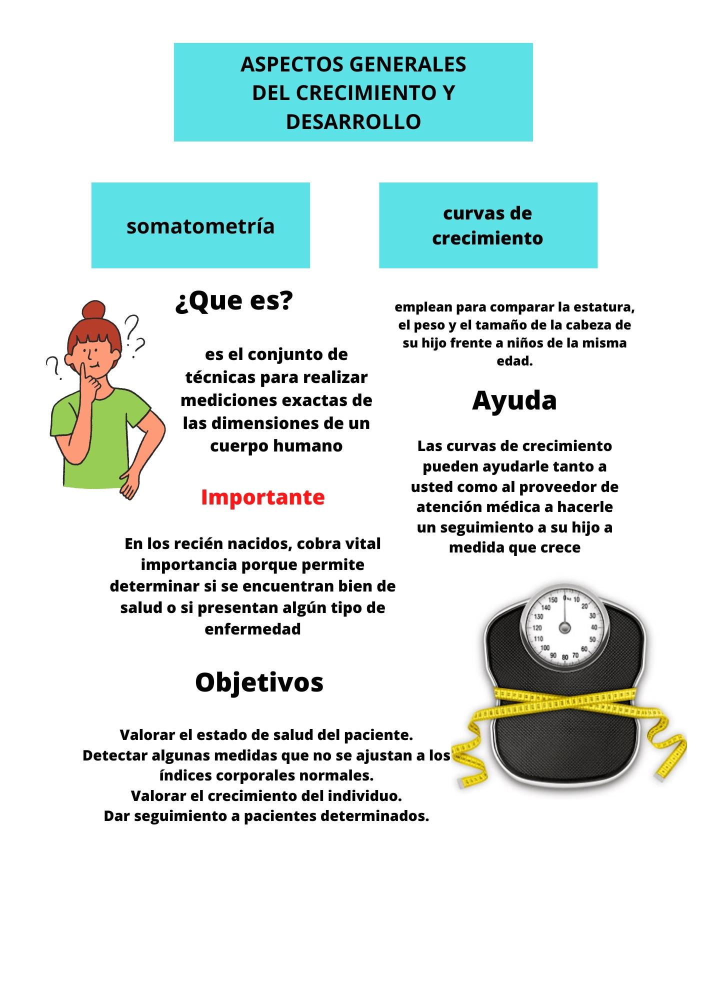 ASPECTOS GENERALES
DEL CRECIMIENTO Y
DESARROLLO
somatometría
¿Que es?
es el conjunto de
técnicas para realizar
mediciones exactas de
las dimensiones de un
cuerpo humano
Importante
En los recién nacidos, cobra vital
importancia porque permite
determinar si se encuentran bien de
salud o si presentan algún tipo de
enfermedad
Objetivos
Valorar el estado de salud del paciente.
Detectar algunas medidas que no se ajustan a los
índices corporales normales.
Valorar el crecimiento del individuo.
Dar seguimiento a pacientes determinados.
curvas de
crecimiento
emplean para comparar la estatura,
el peso y el tamaño de la cabeza de
su hijo frente a niños de la misma
edad.
Ayuda
Las curvas de crecimiento
pueden ayudarle tanto a
usted como al proveedor de
atención médica a hacerle
un seguimiento a su hijo a
medida que crece
0 kg 10
20
30
40
50
60
70
80
90
100
110
120
130
140
150